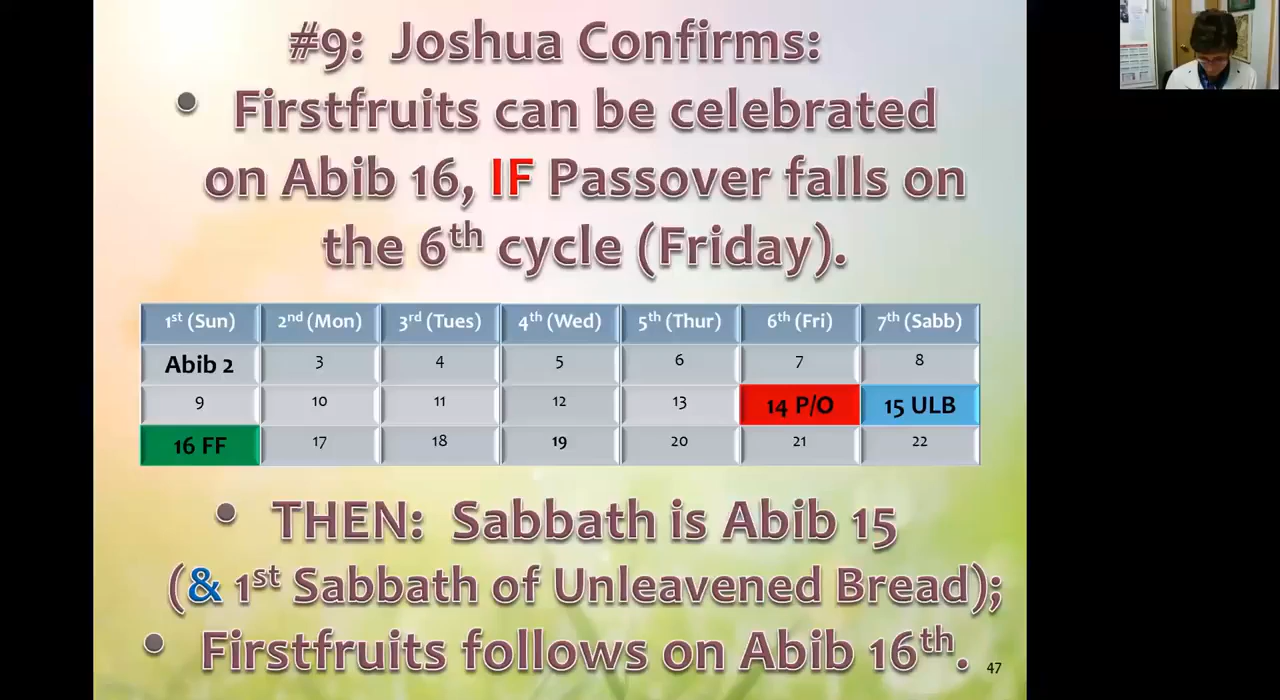 #9: Joshua Confirms:
• Firstfruits can be celebrated
on Abib 16, IF Passover falls on
the 6th cycle (Friday).
1st (Sun) 2nd (Mon) 3rd (Tues) 4th (Wed) 5th (Thur) 6th (Fri) 7th (Sabb)
Abib 2 3 4 5 6 7 8
9 10 11 12 13 14 P/O 15 ULB
16 FF 17 18 19 20 21 22
• THEN: Sabbath is Abib 15
(& 1st Sabbath of Unleavened Bread);
• Firstfruits follows on Abib 16th.
47